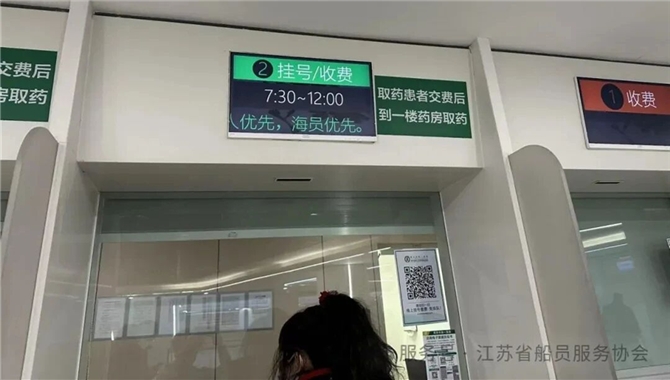 交费后
房取药
2 挂号/收费
7:30~12:00
人优先，海员优先。
取药患者交费后
到一楼药房取药
1 收费
服务号 · 江苏省船员服务协会